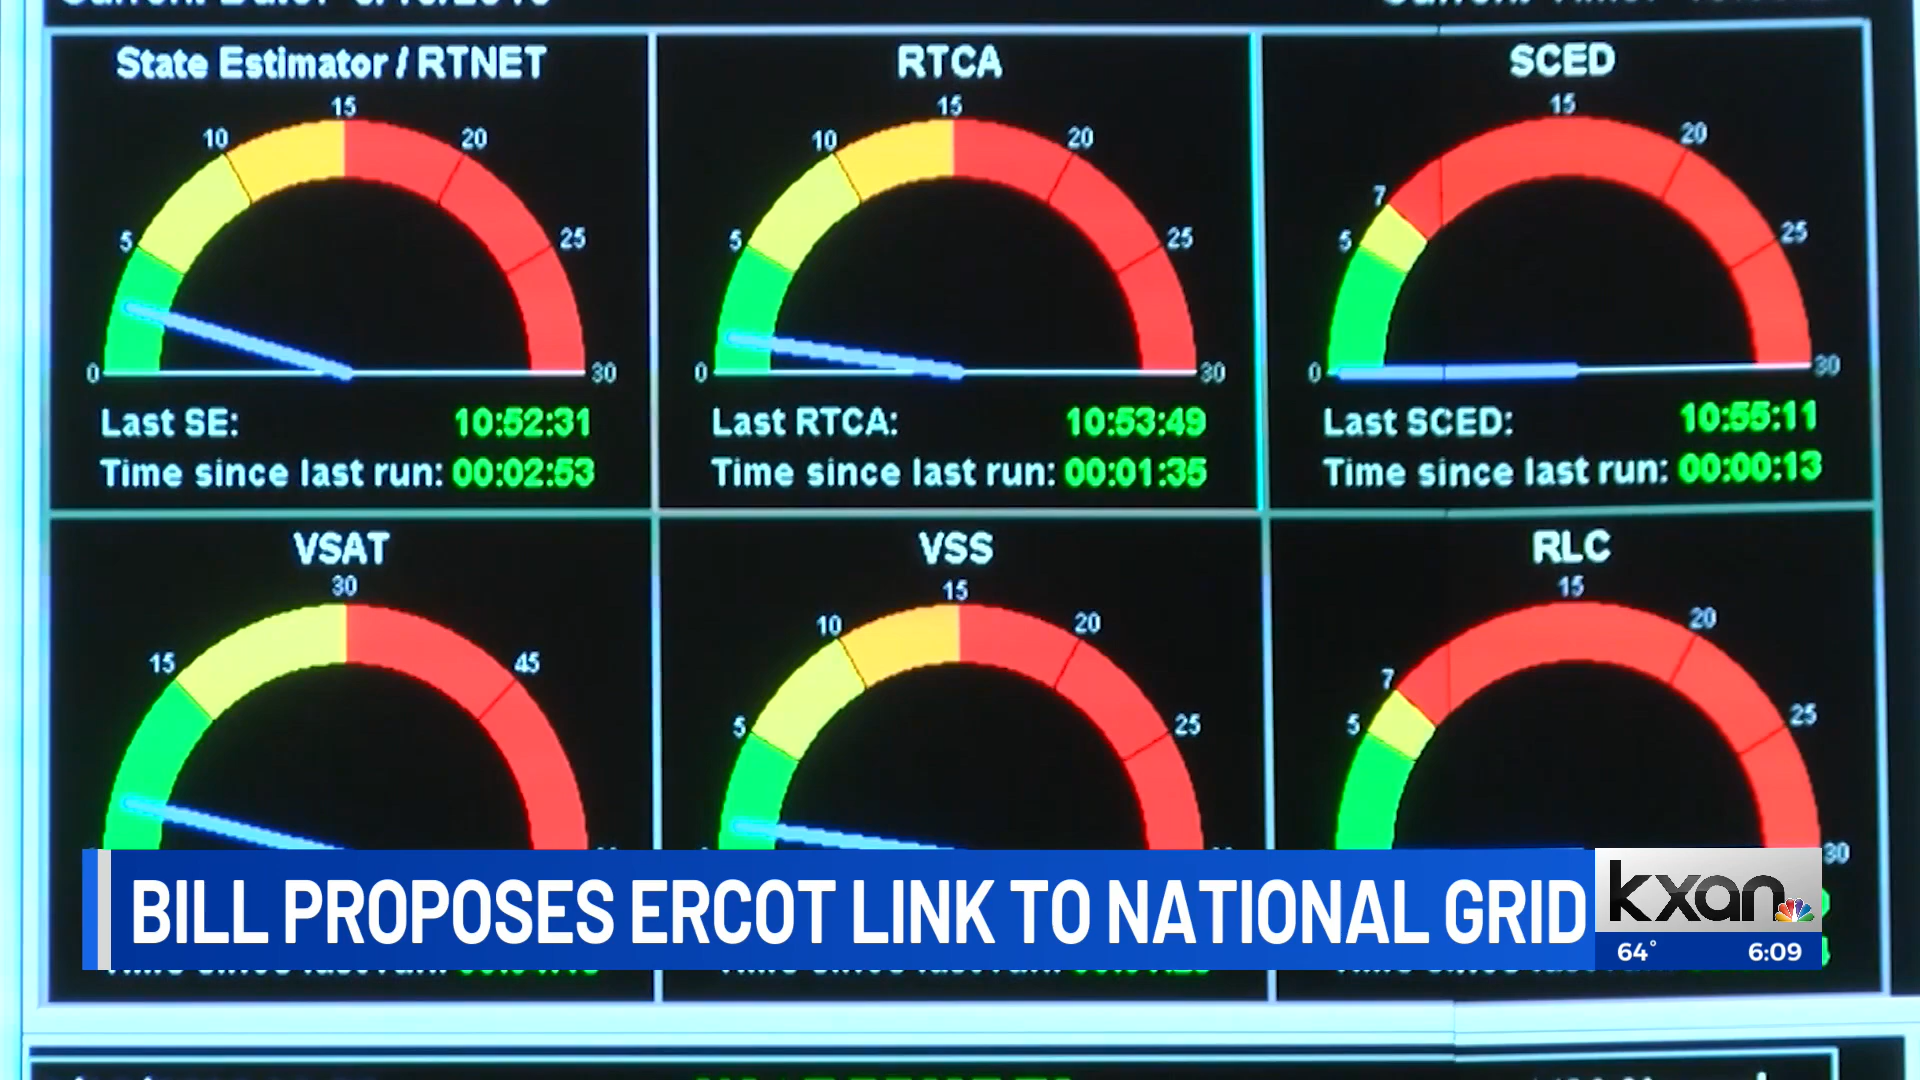 State Estimator / RTNET
0
5
10
15
20
25
30
Last SE: 10:52:31
Time since last run: 00:02:53
RTCA
0
5
10
15
20
25
30
Last RTCA: 10:53:49
Time since last run: 00:01:35
SCED
0
5
7
15
20
25
30
Last SCED: 10:55:11
Time since last run: 00:00:13
VSAT
15
30
45
VSS
5
10
15
20
25
RLC
5
7
15
20
25
30
BILL PROPOSES ERCOT LINK TO NATIONAL GRID
kxan
64°
6:09